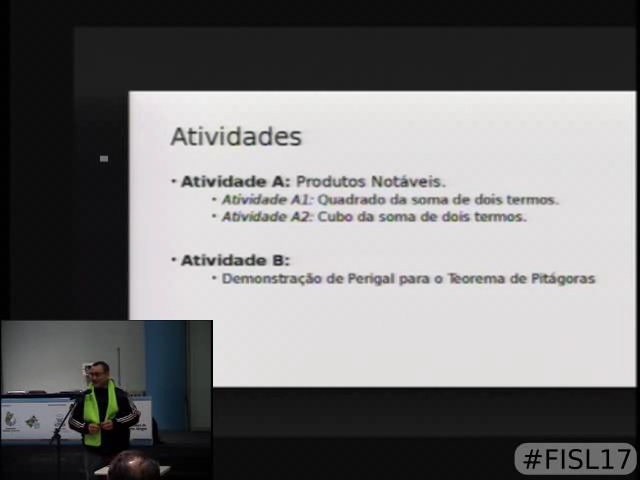 Atividades
• Atividade A: Produtos Notáveis.
• Atividade A1: Quadrado da soma de dois termos.
• Atividade A2: Cubo da soma de dois termos.
• Atividade B:
• Demonstração de Perigal para o Teorema de Pitágoras
#FISL17